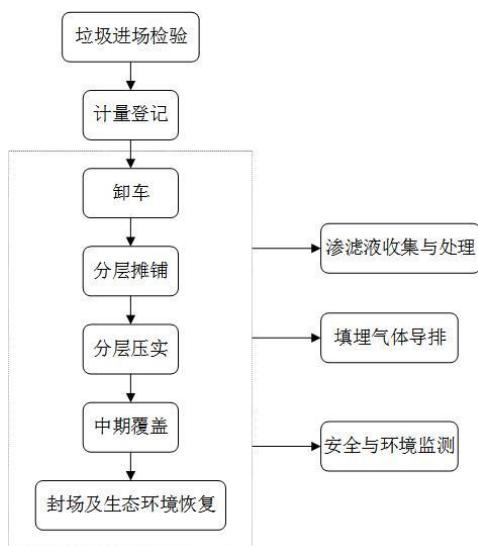 垃圾进场检验
计量登记
卸车
分层摊铺
分层压实
中期覆盖
封场及生态环境恢复
渗滤液收集与处理
填埋气体导排
安全与环境监测